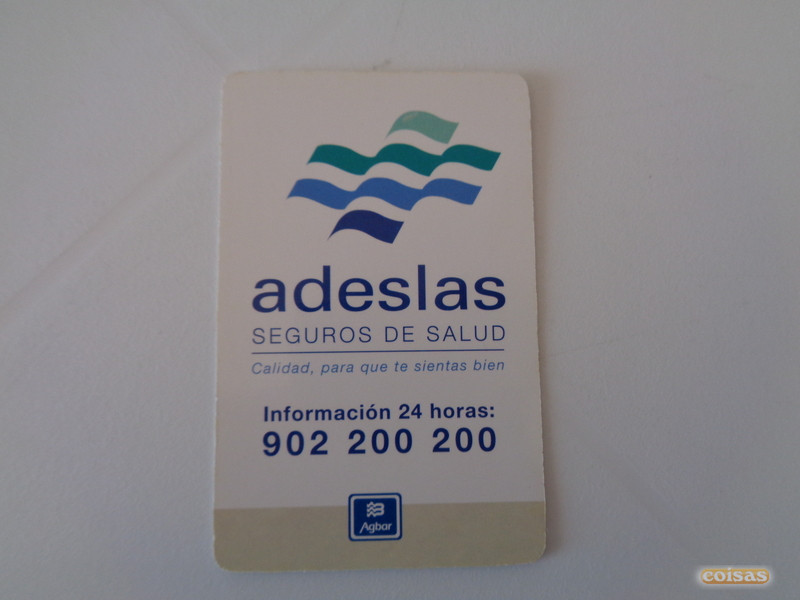 adeslas
SEGUROS DE SALUD
Calidad, para que te sientas bien
Información 24 horas:
902 200 200
Agbar
coisas